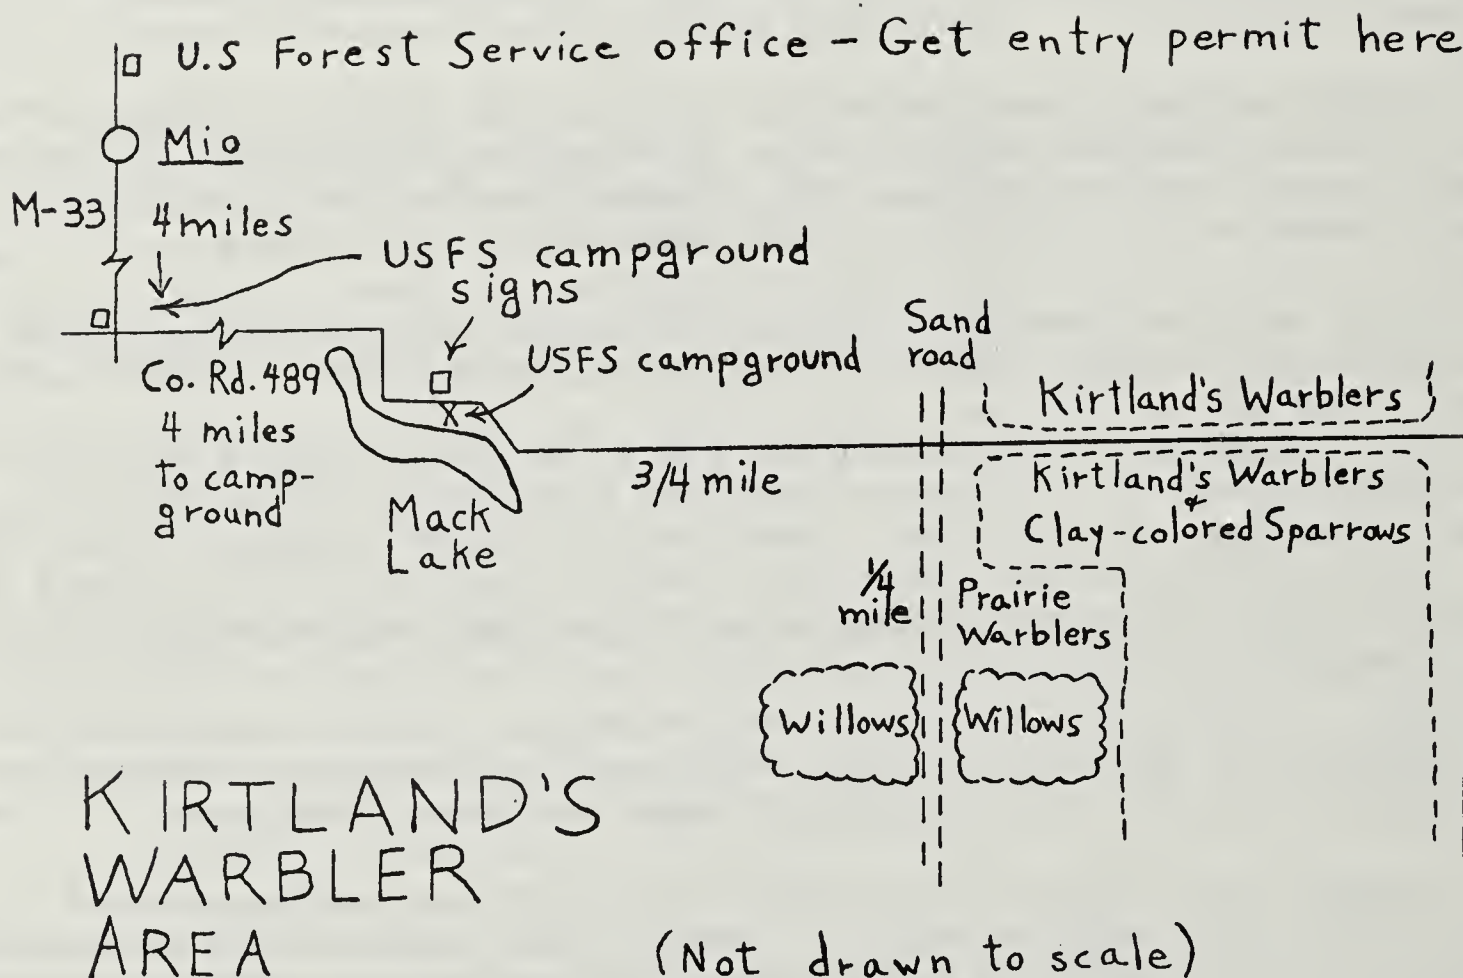 U.S Forest Service office - Get entry permit here
Mio
M-33
4 miles
USFS campground
signs
Sand
road
USFS campground
Co. Rd. 489
4 miles
to camp-
ground
Mack
Lake
3/4 mile
Kirtland's Warblers
Kirtland's Warblers
&
Clay-colored Sparrows
1/4
mile
Prairie
Warblers
Willows
Willows
KIRTLAND'S
WARBLER
AREA
(Not drawn to scale)